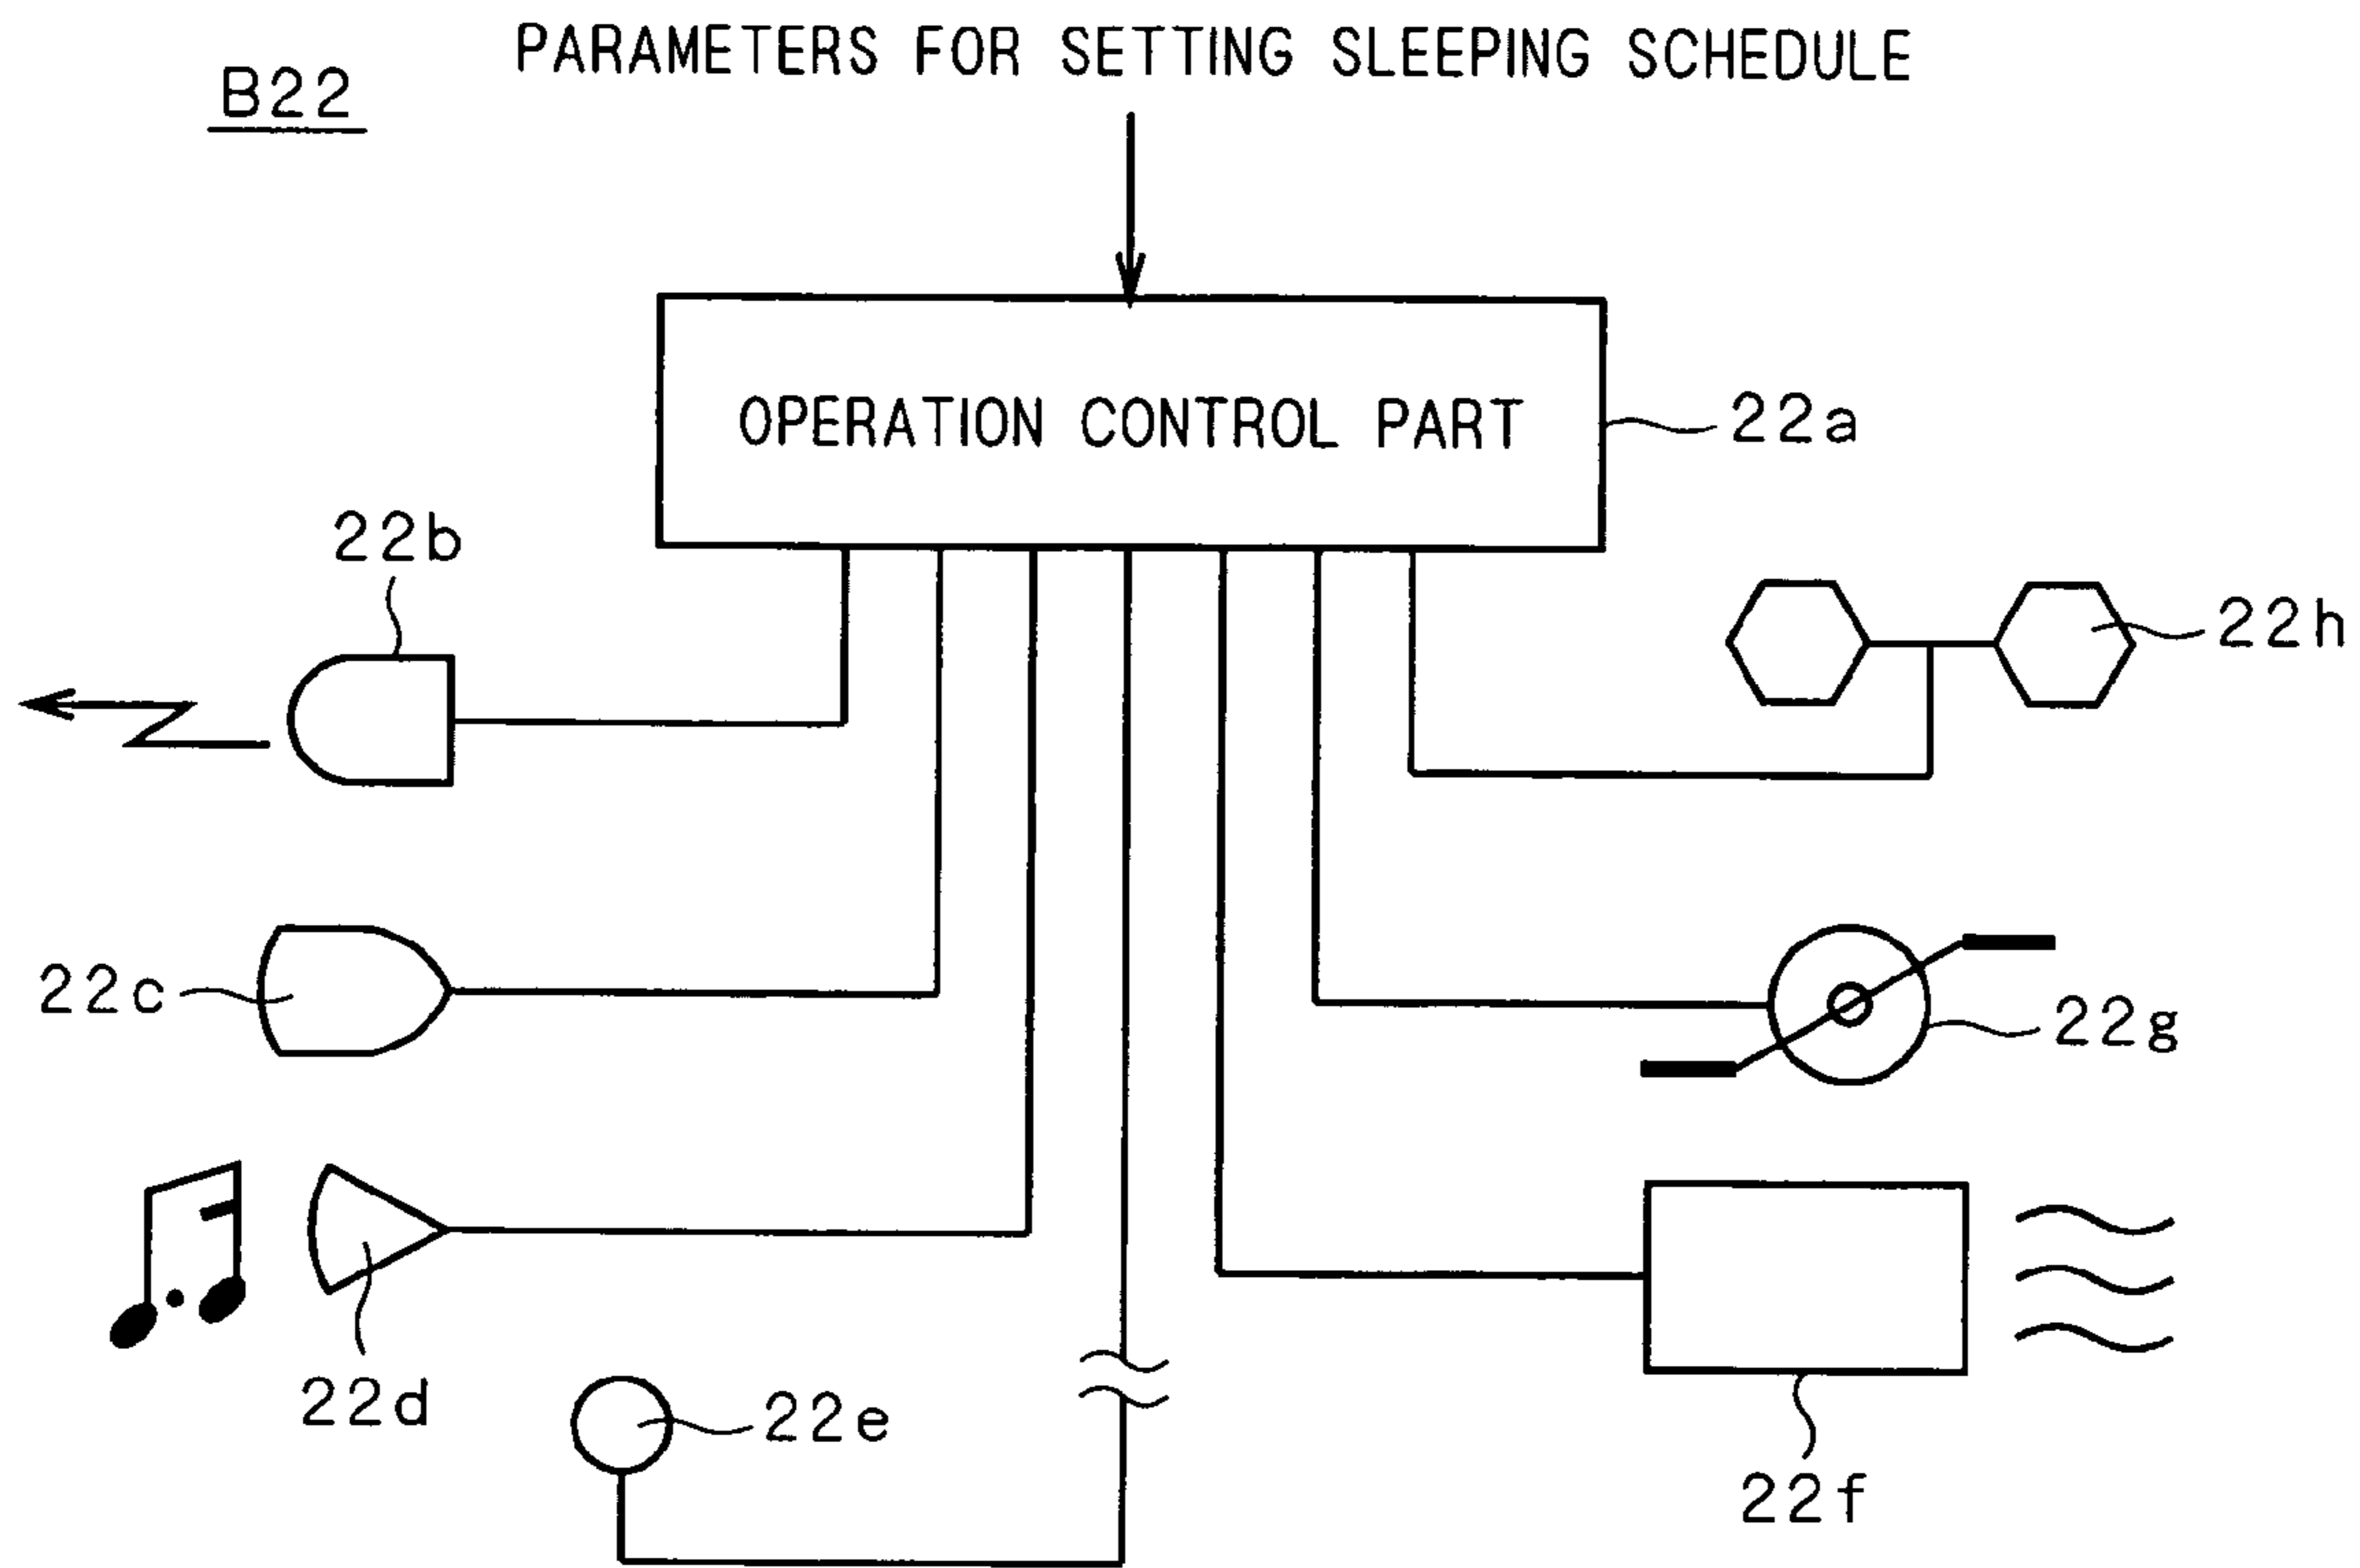 PARAMETERS FOR SETTING SLEEPING SCHEDULE
B22
OPERATION CONTROL PART
22a
22b
22h
22c
22g
22d
22e
22f